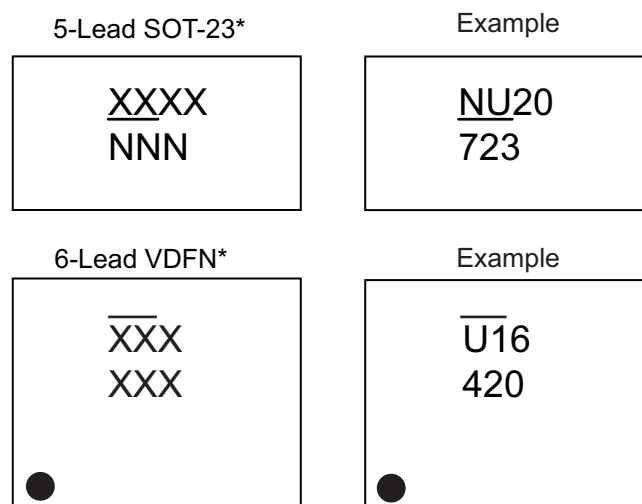 5-Lead SOT-23*
Example
XXXX
NNN
NU20
723
6-Lead VDFN*
Example
XXX
XXX
U16
420